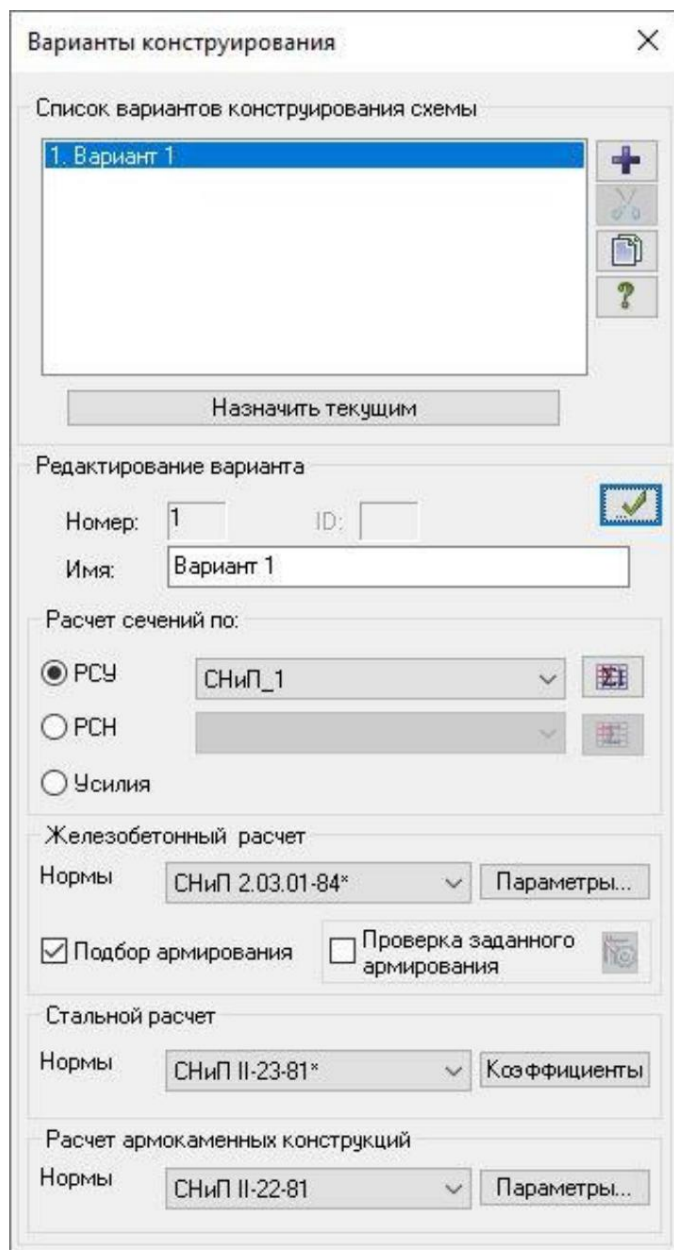 Варианты конструирования
Список вариантов конструирования схемы
1. Вариант 1
Назначить текущим
Редактирование варианта
Номер: 1 ID:
Имя: Вариант 1
Расчет сечений по:
РСУ СНиП_1
РСН
Усилия
Железобетонный расчет
Нормы СНиП 2.03.01-84* Параметры...
Подбор армирования
Проверка заданного
армирования
Стальной расчет
Нормы СНиП II-23-81* Коэффициенты
Расчет армокаменных конструкций
Нормы СНиП II-22-81 Параметры...